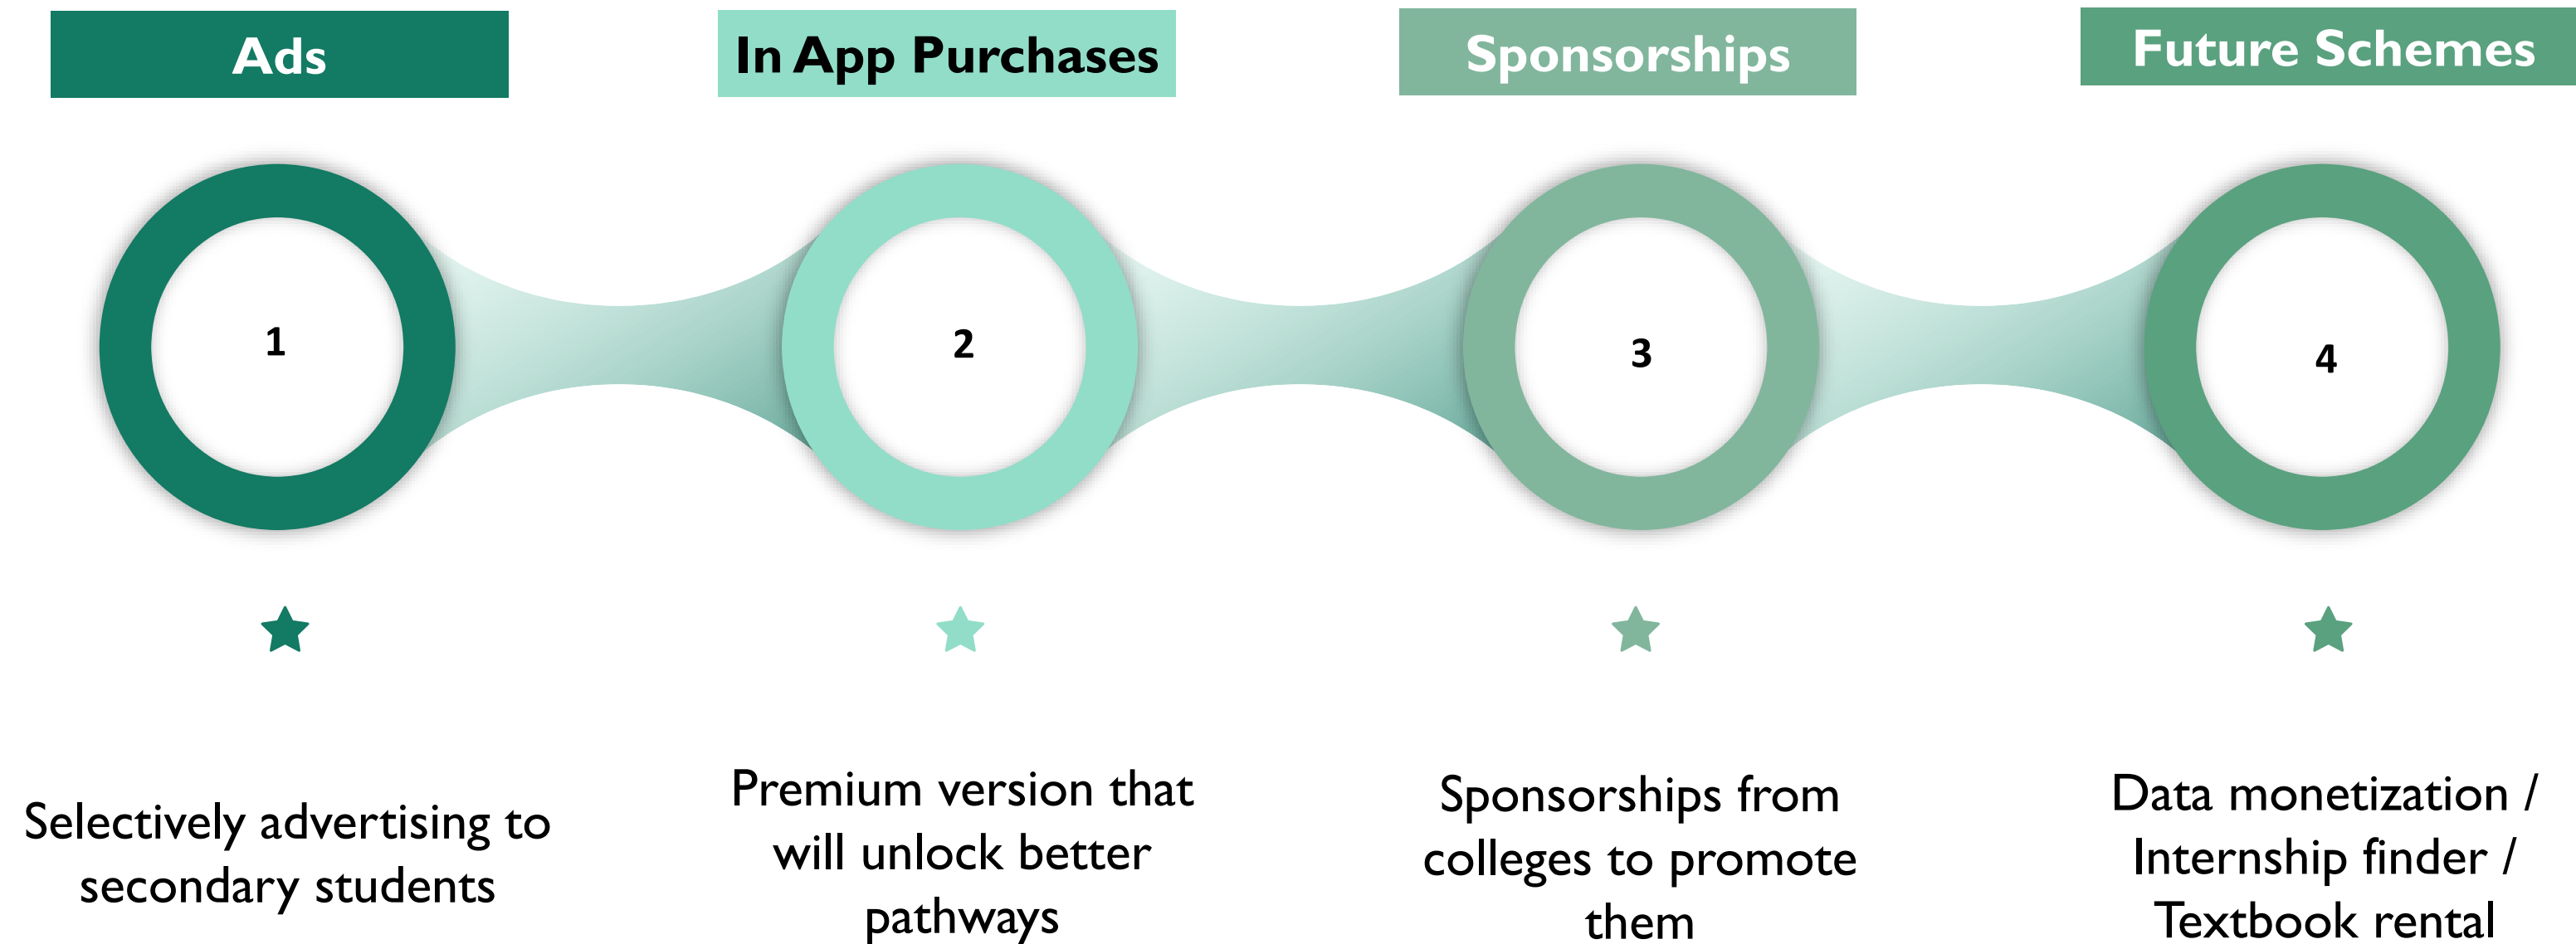 Ads
In App Purchases
Sponsorships
Future Schemes
1
2
3
4
Selectively advertising to
secondary students
Premium version that
will unlock better
pathways
Sponsorships from
colleges to promote
them
Data monetization /
Internship finder /
Textbook rental